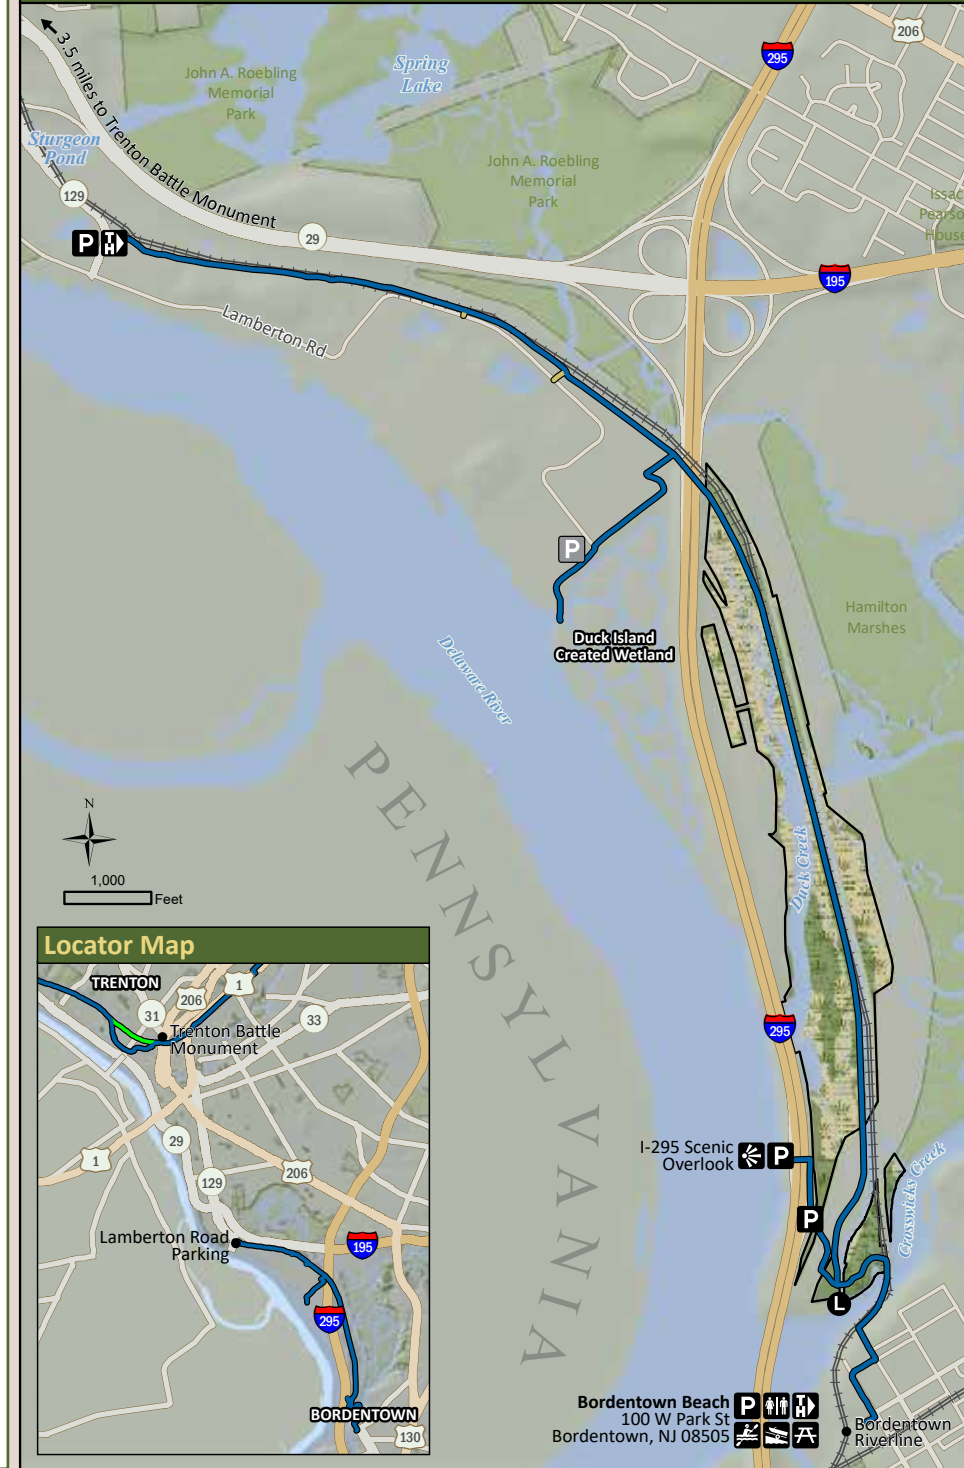 206
295
3.5 miles to Trenton Battle Monument
John A. Roebling
Memorial
Park
Spring
Lake
Sturgeon
Pond
John A. Roebling
Memorial
Park
129
P
TH
29
195
Lamberton Rd
P
Hamilton
Marshes
Duck Island
Created Wetland
Delaware River
PENNSYLVANIA
N
1,000
Feet
Duck Creek
295
Locator Map
TRENTON
1
206
31
33
Trenton Battle
Monument
29
1
206
129
Lamberton Road
Parking
195
295
BORDENTOWN
130
I-295 Scenic
Overlook
P
P
Crosswicks Creek
L
Bordentown Beach
100 W Park St
Bordentown, NJ 08505
P
TH
Bordentown
Riverline